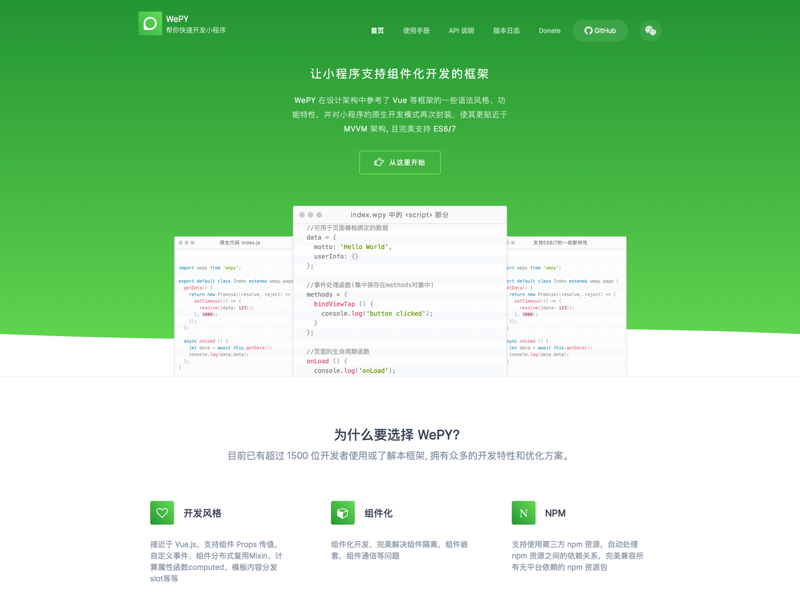 WePY
帮你快速开发小程序
首页 使用手册 API 说明 版本日志 Donate GitHub
让小程序支持组件化开发的框架
WePY 在设计架构中参考了 Vue 等框架的一些语法风格、功
能特性，并对小程序的原生开发模式再次封装，使其更贴近于
MVVM 架构, 且完美支持 ES6/7
从这里开始
原生代码 index.js
import wepy from 'wepy';
export default class Index extends wepy.page
getData() {
return new Promise((resolve, reject) =>
setTimeout(() => {
resolve({data: 123});
}, 3000);
});
};
async onLoad () {
let data = await this.getData();
console.log(data.data);
};
}
index.wpy 中的 <script> 部分
//可用于页面模板绑定的数据
data = {
motto: 'Hello World',
userInfo: {}
};
//事件处理函数(集中保存在methods对象中)
methods = {
bindViewTap () {
console.log('button clicked');
}
};
//页面的生命周期函数
onLoad () {
console.log('onLoad');
支持ES6/7的一些新特性
ort wepy from 'wepy';
ort default class Index extends wepy.page {
etData() {
return new Promise((resolve, reject) => {
setTimeout(() => {
resolve({data: 123});
}, 3000);
});
};
sync onLoad () {
let data = await this.getData();
console.log(data.data);
};
为什么要选择 WePY?
目前已有超过 1500 位开发者使用或了解本框架, 拥有众多的开发特性和优化方案。
开发风格
接近于 Vue.js，支持组件 Props 传值，
自定义事件、组件分布式复用Mixin、计
算属性函数computed、模板内容分发
slot等等
组件化
组件化开发，完美解决组件隔离，组件嵌
套，组件通信等问题
N NPM
支持使用第三方 npm 资源，自动处理
npm 资源之间的依赖关系，完美兼容所
有无平台依赖的 npm 资源包